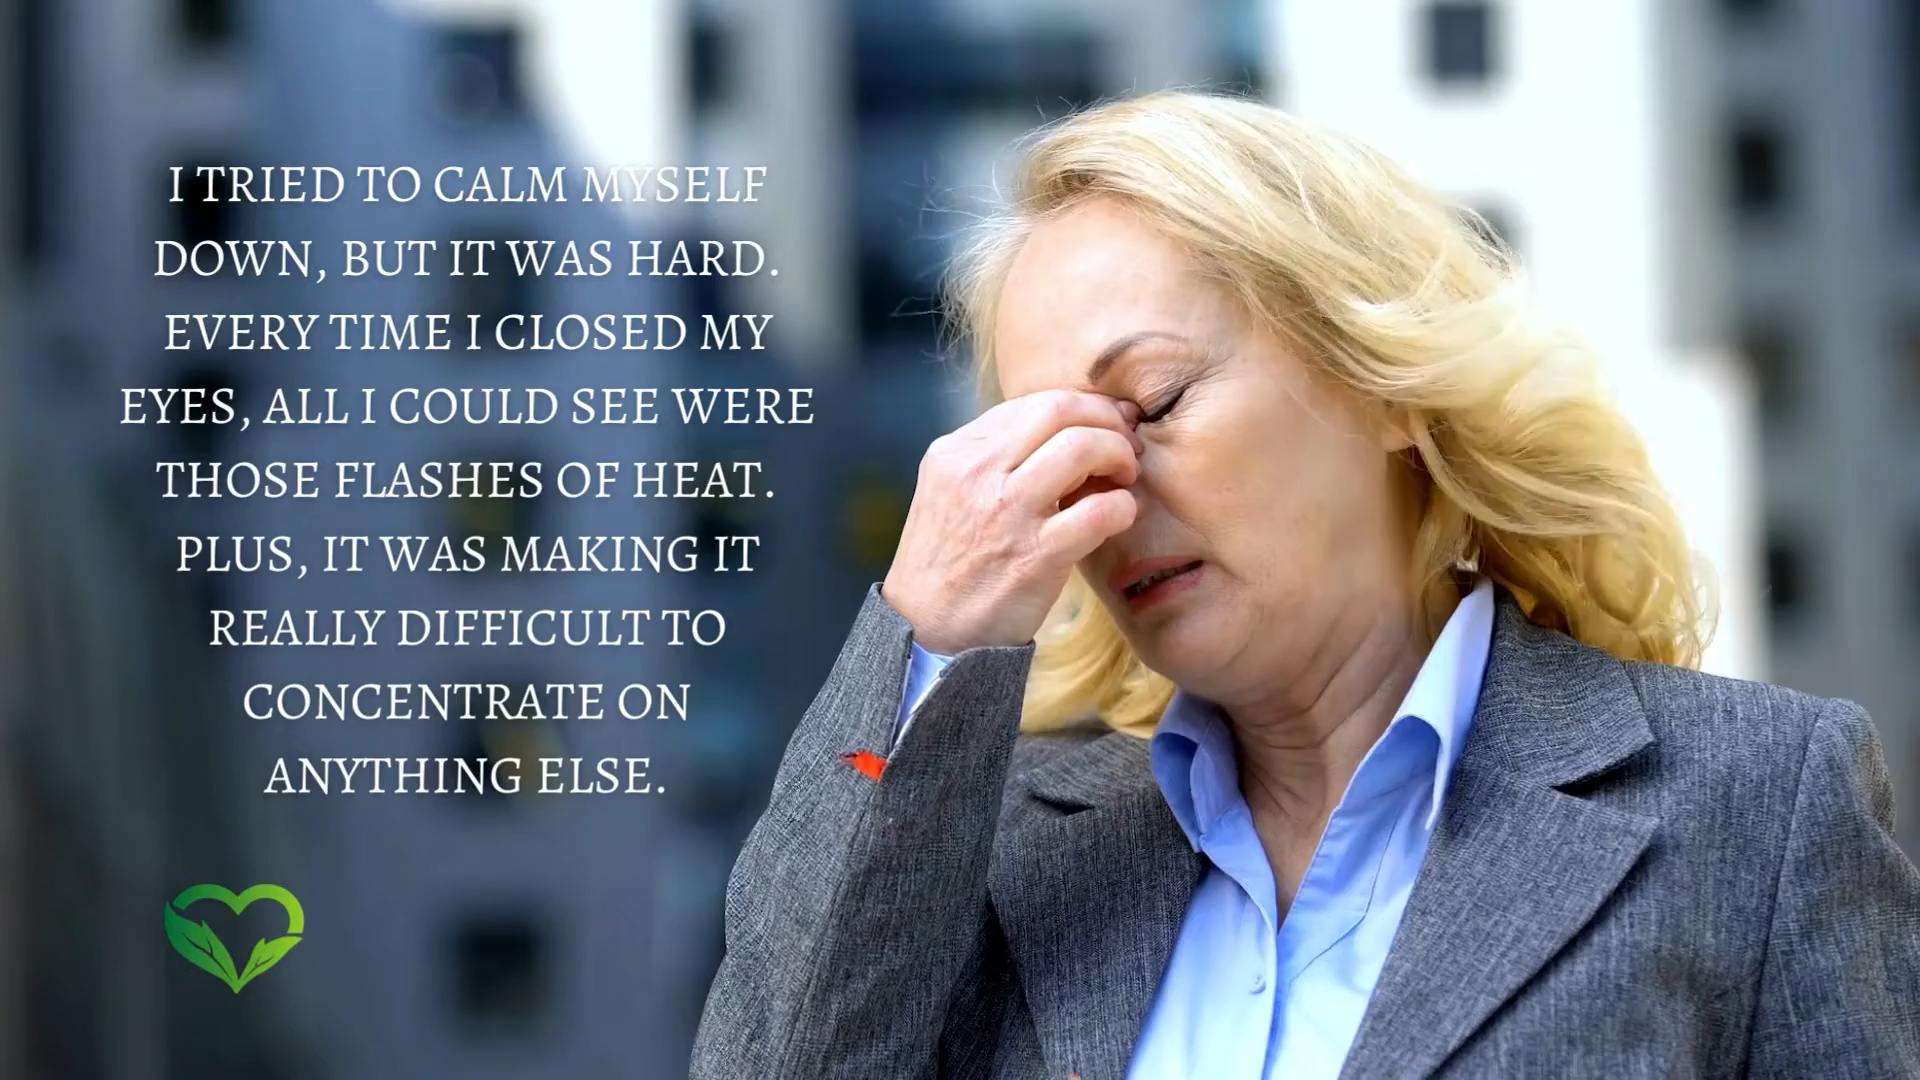 I TRIED TO CALM MYSELF
DOWN, BUT IT WAS HARD.
EVERY TIME I CLOSED MY
EYES, ALL I COULD SEE WERE
THOSE FLASHES OF HEAT.
PLUS, IT WAS MAKING IT
REALLY DIFFICULT TO
CONCENTRATE ON
ANYTHING ELSE.